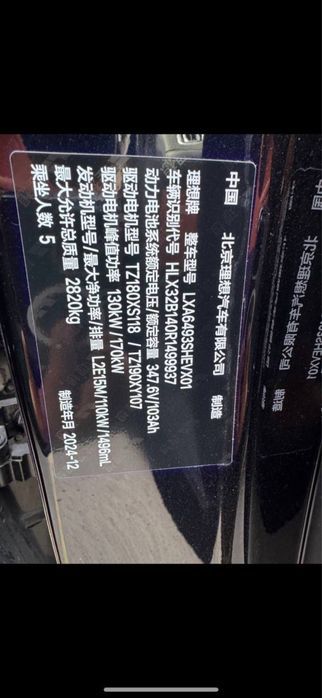 中国 北京理想汽车有限公司 制造
理想牌 整车型号 LXA6493SHEVX01
车辆识别代号 HLX32B140R1699937
动力电池系统额定电压/额定容量 347.6V/103Ah
驱动电机型号 TZ180XS118 / TZ190XY107
驱动电机峰值功率 130kW/170kW
发动机型号/最大净功率/排量 L2E15M/110kW/1496mL
最大允许总质量 2820kg
乘坐人数 5 制造年月 2024-12